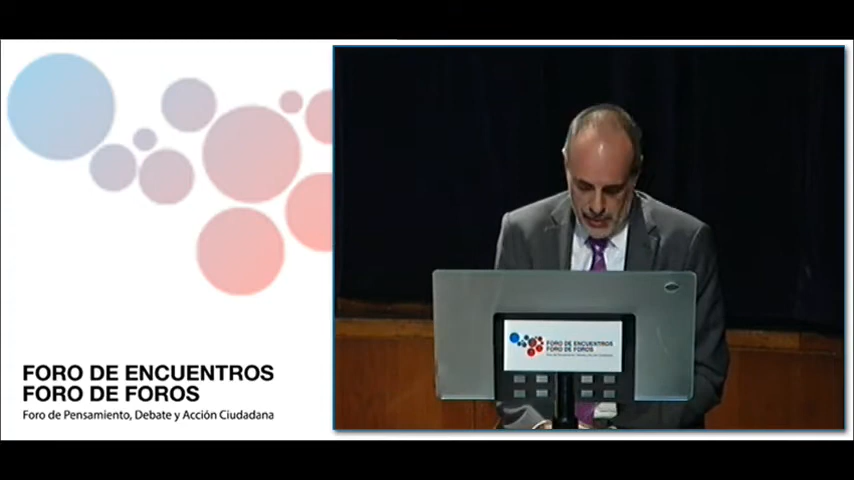 FORO DE ENCUENTROS
FORO DE FOROS
Foro de Pensamiento, Debate y Acción Ciudadana
FORO DE ENCUENTROS
FORO DE FOROS